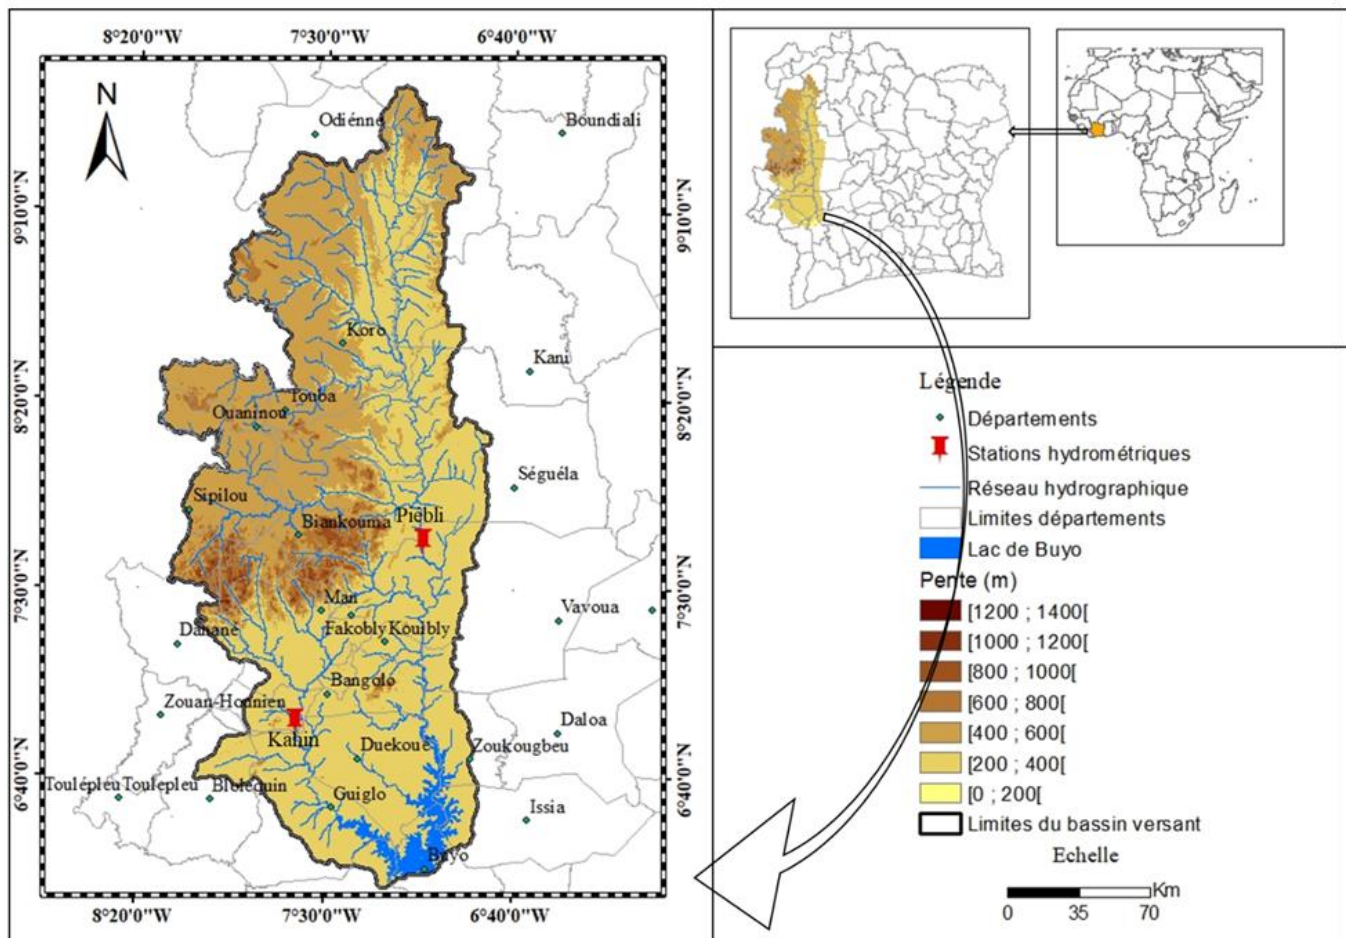 8°20'0"W 7°30'0"W 6°40'0"W
N
Odiénné
Boundiali
9°10'0"N
9°10'0"N
Koro
Kani
8°20'0"N
8°20'0"N
Touba
Ouaninou
Séguéla
Sipilou
Biankouma
Piébli
7°30'0"N
7°30'0"N
Man
Vavoua
Danané
Fakobly Kouibly
Bangolo
Zouan-Hounien
Daloa
Kahin
Duekoué
Zoukougbeu
6°40'0"N
6°40'0"N
Toulépleu Toulepleu
Blolequin
Guiglo
Issia
Buyo
8°20'0"W 7°30'0"W 6°40'0"W
Légende
Départements
Stations hydrométriques
Réseau hydrographique
Limites départements
Lac de Buyo
Pente (m)
[1200 ; 1400[
[1000 ; 1200[
[800 ; 1000[
[600 ; 800[
[400 ; 600[
[200 ; 400[
[0 ; 200[
Limites du bassin versant
Echelle
Km
0 35 70